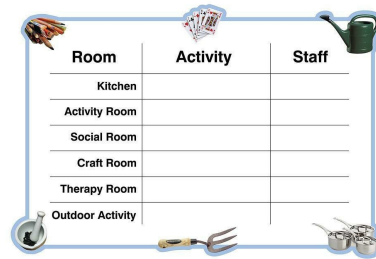 Room Activity Staff
Kitchen
Activity Room
Social Room
Craft Room
Therapy Room
Outdoor Activity